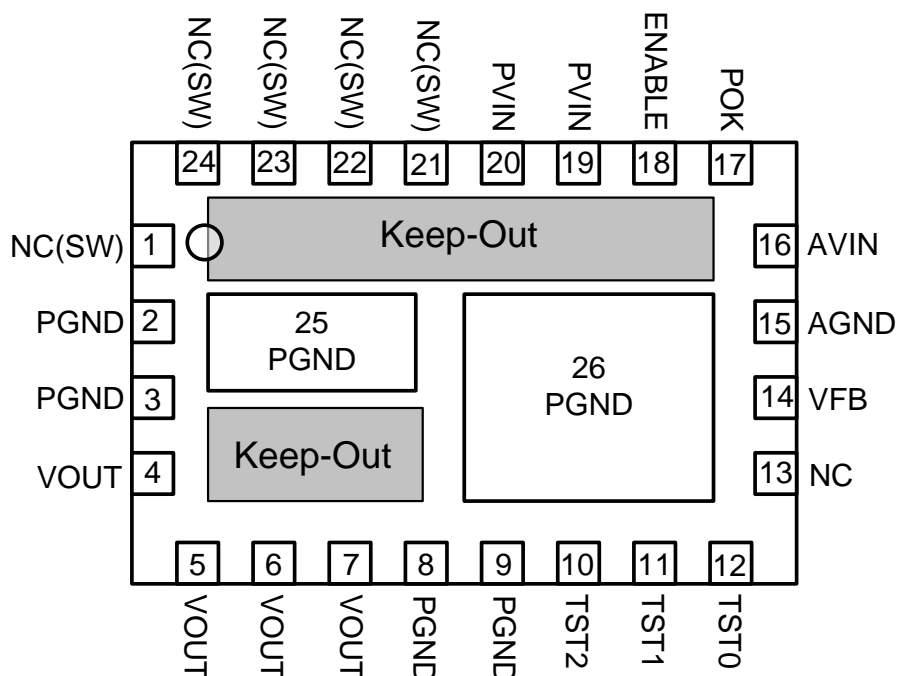 NC(SW)
NC(SW)
NC(SW)
NC(SW)
PVIN
PVIN
ENABLE
POK
24
23
22
21
20
19
18
17
NC(SW)
1
Keep-Out
16
AVIN
PGND
2
25
PGND
15
AGND
PGND
3
26
PGND
14
VFB
VOUT
4
Keep-Out
13
NC
5
6
7
8
9
10
11
12
VOUT
VOUT
VOUT
PGND
PGND
TST2
TST1
TST0